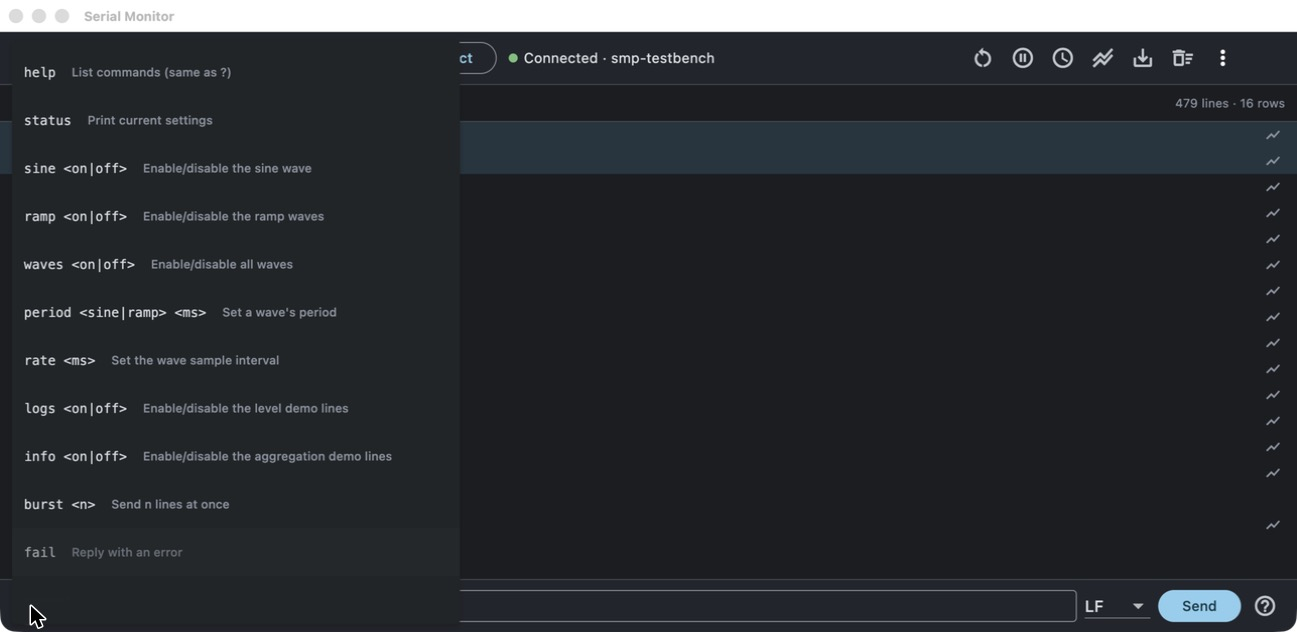 Serial Monitor
ct
Connected · smp-testbench
479 lines · 16 rows
help List commands (same as ?)
status Print current settings
sine <on|off> Enable/disable the sine wave
ramp <on|off> Enable/disable the ramp waves
waves <on|off> Enable/disable all waves
period <sine|ramp> <ms> Set a wave's period
rate <ms> Set the wave sample interval
logs <on|off> Enable/disable the level demo lines
info <on|off> Enable/disable the aggregation demo lines
burst <n> Send n lines at once
fail Reply with an error
LF Send ?